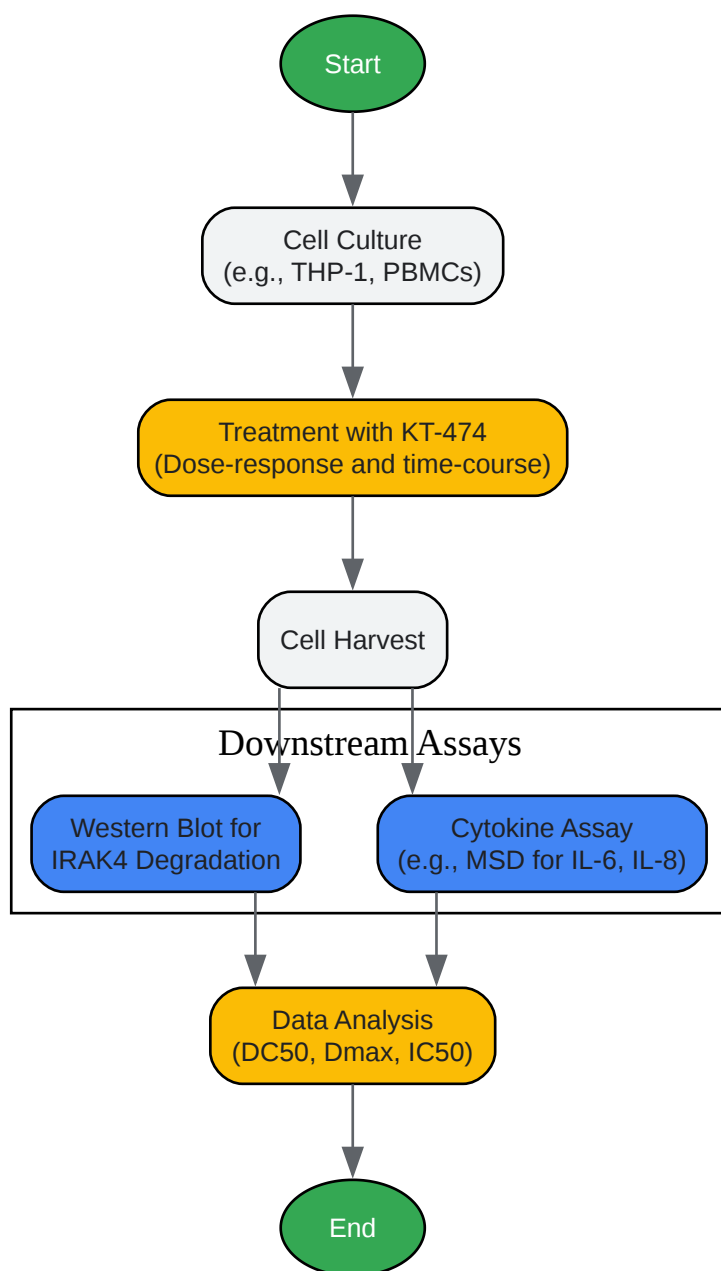 Start
Cell Culture
(e.g., THP-1, PBMCs)
Treatment with KT-474
(Dose-response and time-course)
Cell Harvest
Downstream Assays
Western Blot for
IRAK4 Degradation
Cytokine Assay
(e.g., MSD for IL-6, IL-8)
Data Analysis
(DC50, Dmax, IC50)
End